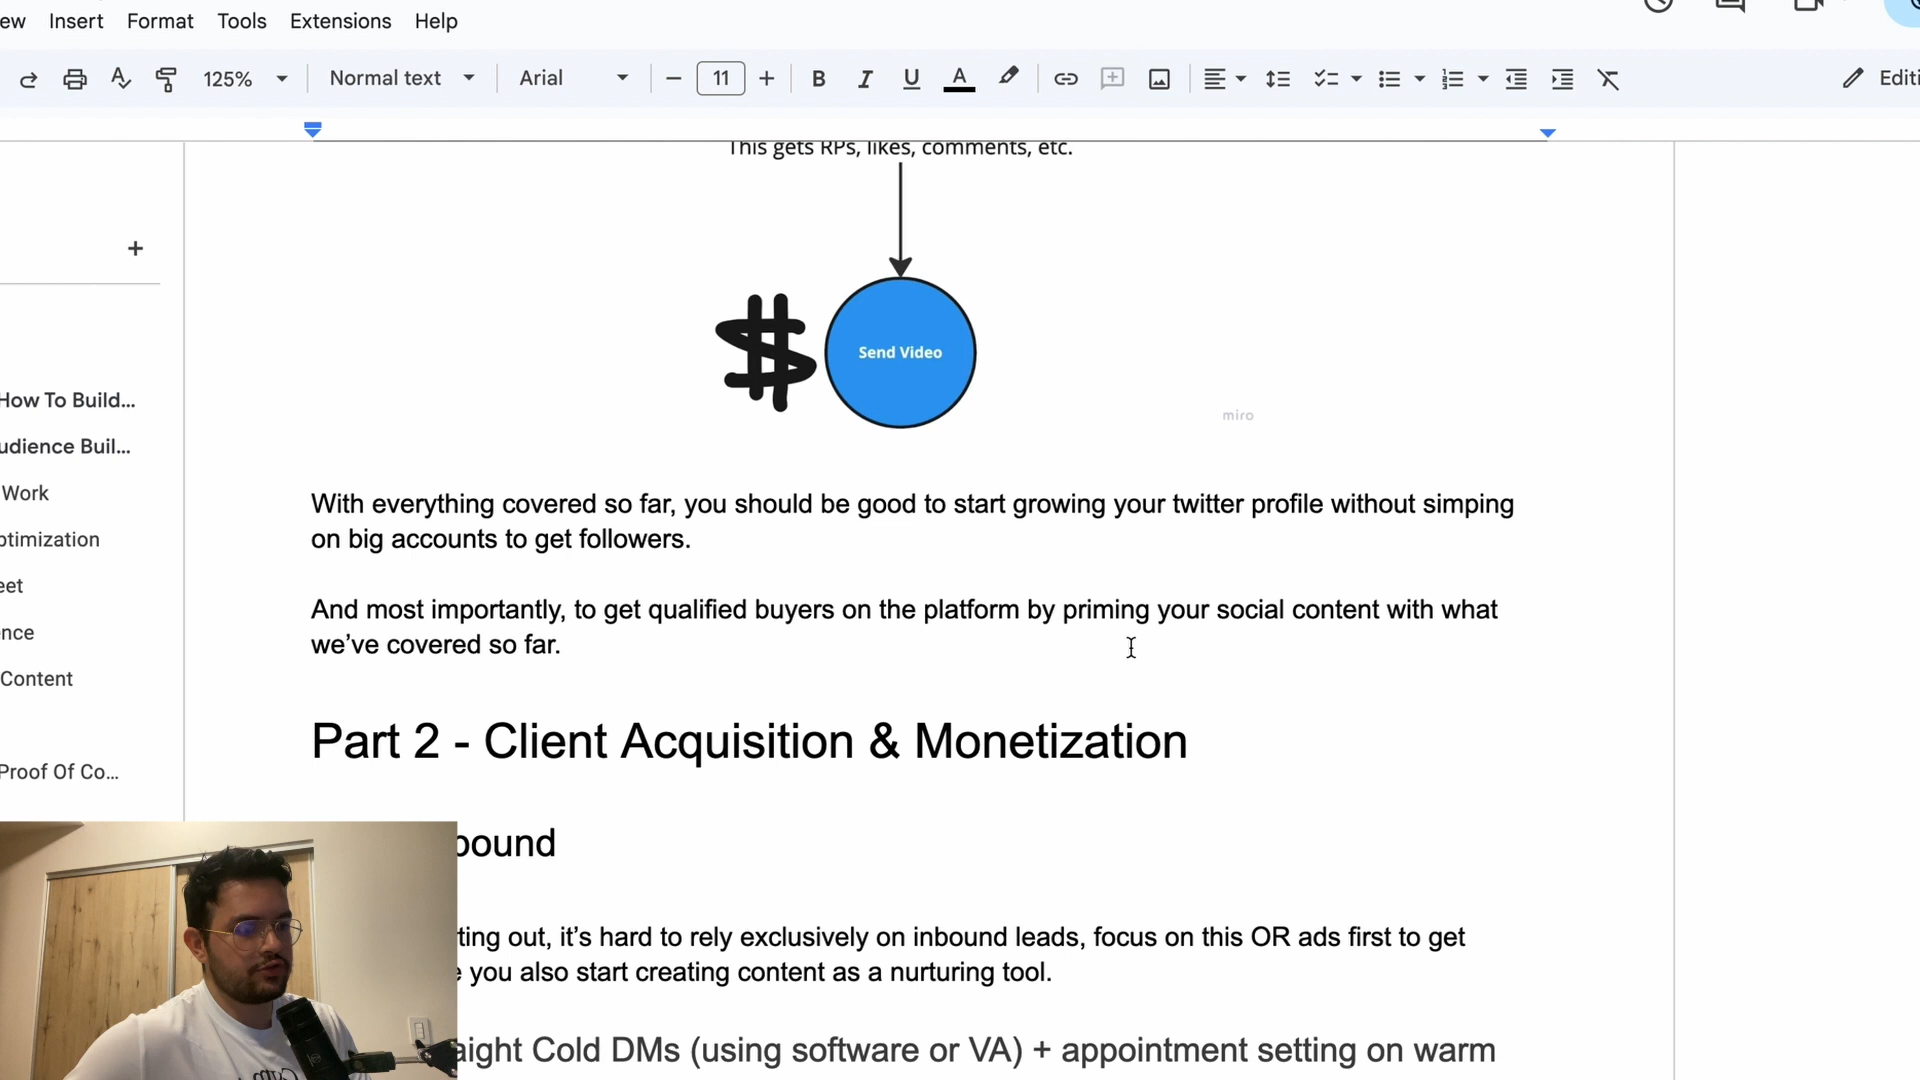 ew Insert Format Tools Extensions Help
125% Normal text Arial 11 B I U A Editi
This gets RPs, likes, comments, etc.
$ Send Video
miro
How To Build...
udience Buil...
Work
ptimization
eet
ence
Content
Proof Of Co...
With everything covered so far, you should be good to start growing your twitter profile without simping
on big accounts to get followers.
And most importantly, to get qualified buyers on the platform by priming your social content with what
we’ve covered so far.
Part 2 - Client Acquisition & Monetization
bound
ting out, it’s hard to rely exclusively on inbound leads, focus on this OR ads first to get
e you also start creating content as a nurturing tool.
aight Cold DMs (using software or VA) + appointment setting on warm